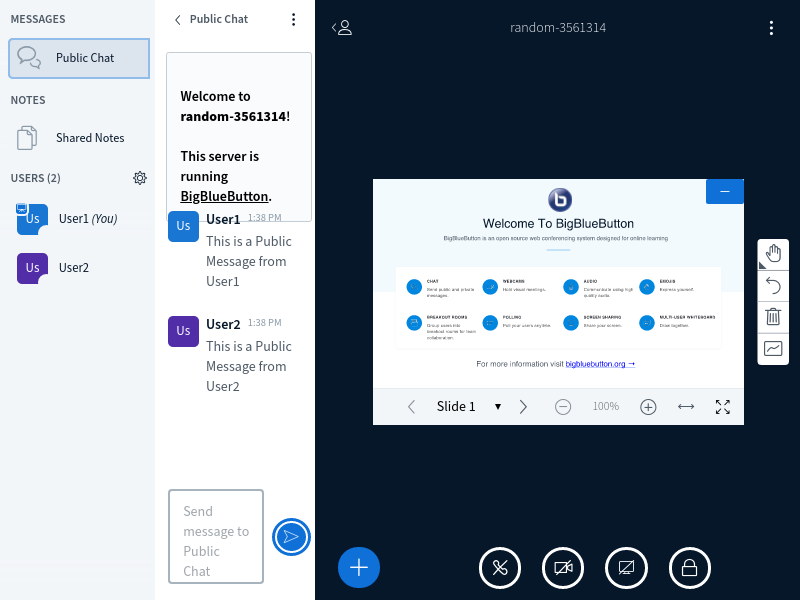 MESSAGES
Public Chat
NOTES
Shared Notes
USERS (2)
Us
User1 (You)
Us
User2
Public Chat
Welcome to
random-3561314!
This server is
running
BigBlueButton.
Us
User1 1:38 PM
This is a Public
Message from
User1
Us
User2 1:38 PM
This is a Public
Message from
User2
Send
message to
Public
Chat
random-3561314
Welcome To BigBlueButton
BigBlueButton is an open source web conferencing system designed for online learning
CHAT
Send public and private
messages.
WEBCAMS
Hold visual meetings.
AUDIO
Communicate using high
quality audio.
EMOJIS
Express yourself.
BREAKOUT ROOMS
Group users into
breakout rooms for team
collaboration.
POLLING
Poll your users anytime.
SCREEN SHARING
Share your screen.
MULTI-USER WHITEBOARD
Draw together.
For more information visit bigbluebutton.org →
Slide 1
100%